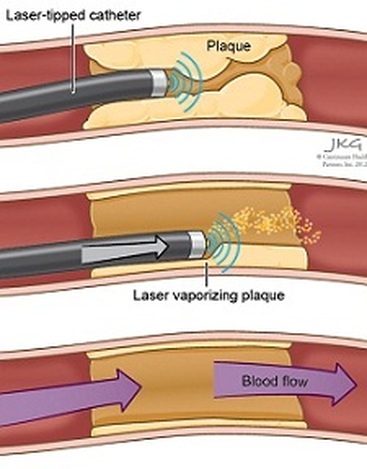 Laser-tipped catheter
Plaque
JKG
Laser vaporizing plaque
Blood flow